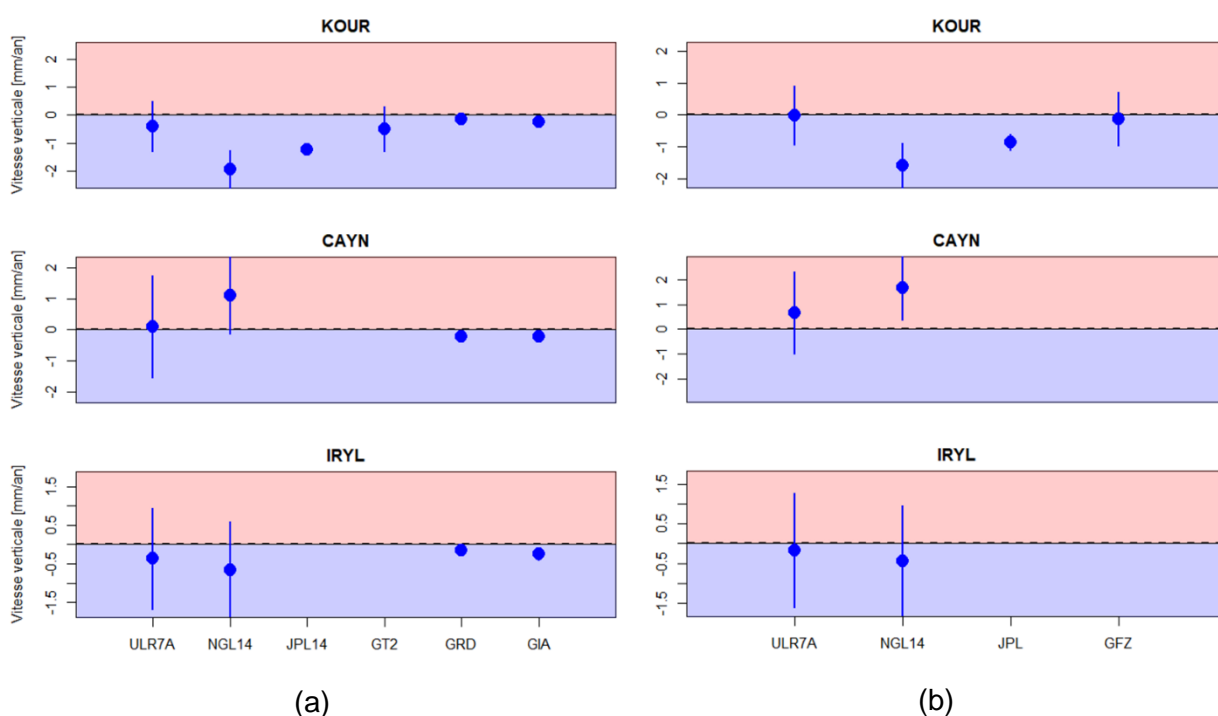 KOUR
Vitesse verticale [mm/an]
2
1
0
-1
-2
CAYN
Vitesse verticale [mm/an]
2
1
0
-1
-2
IRYL
Vitesse verticale [mm/an]
1.5
0.5
-0.5
-1.5
ULR7A NGL14 JPL14 GT2 GRD GIA
(a)
KOUR
2
1
0
-1
-2
CAYN
2
1
0
-1
-2
IRYL
1.5
0.5
-0.5
-1.5
ULR7A NGL14 JPL GFZ
(b)